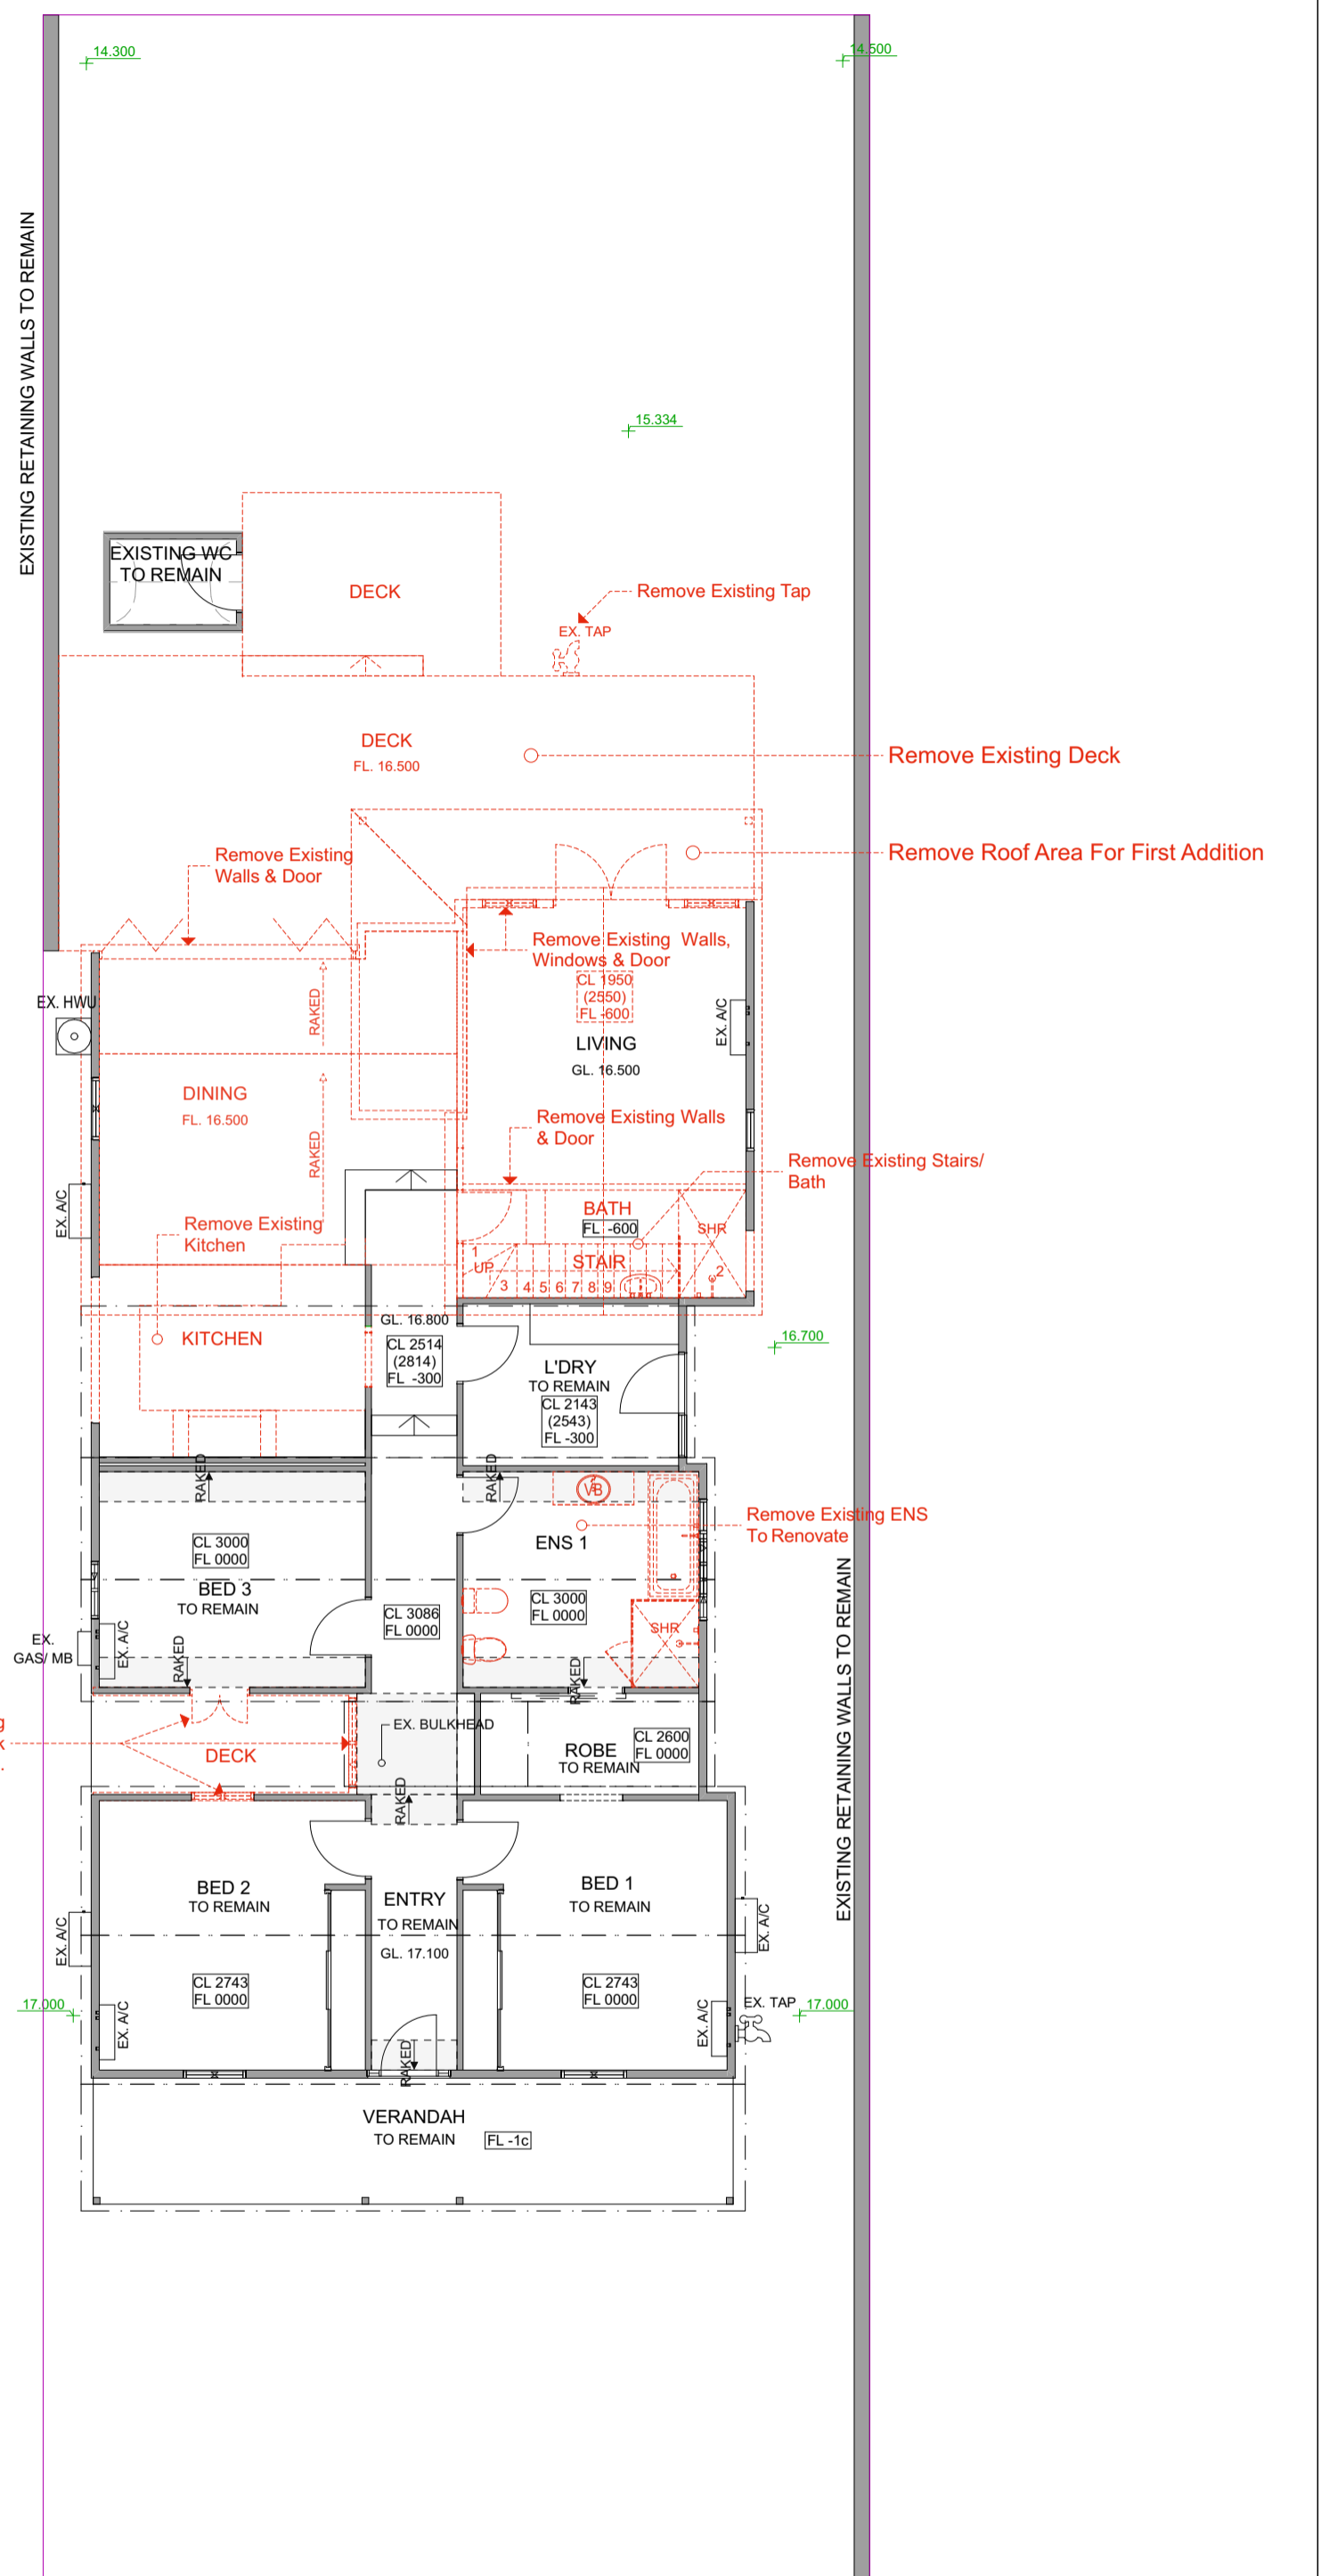 14.300
14.500
EXISTING RETAINING WALLS TO REMAIN
15.334
EXISTING WC
TO REMAIN
DECK
Remove Existing Tap
EX. TAP
DECK
FL. 16.500
Remove Existing Deck
Remove Existing
Walls & Door
Remove Roof Area For First Addition
Remove Existing Walls,
Windows & Door
CL 1950
(2550)
FL -600
EX. HWU
RAKED
EX. A/C
LIVING
GL. 16.500
DINING
FL. 16.500
RAKED
Remove Existing Walls
& Door
Remove Existing Stairs/
Bath
EX. A/C
Remove Existing
Kitchen
BATH
FL -600
SHR
STAIR
1
UP
2
3 4 5 6 7 8 9
KITCHEN
GL. 16.800
CL 2514
(2814)
FL -300
16.700
L'DRY
TO REMAIN
CL 2143
(2543)
FL -300
RAKED
RAKED
VB
Remove Existing ENS
To Renovate
CL 3000
FL 0000
ENS 1
BED 3
TO REMAIN
CL 3000
FL 0000
CL 3086
FL 0000
EXISTING RETAINING WALLS TO REMAIN
EX.
GAS/ MB
EX. A/C
RAKED
SHR
RAKED
g
k
.
EX. BULKHEAD
DECK
ROBE
TO REMAIN
CL 2600
FL 0000
RAKED
BED 2
TO REMAIN
ENTRY
TO REMAIN
GL. 17.100
BED 1
TO REMAIN
EX. A/C
EX. A/C
CL 2743
FL 0000
CL 2743
FL 0000
17.000
EX. A/C
EX. A/C
EX. TAP
17.000
RAKED
VERANDAH
TO REMAIN
FL -1c